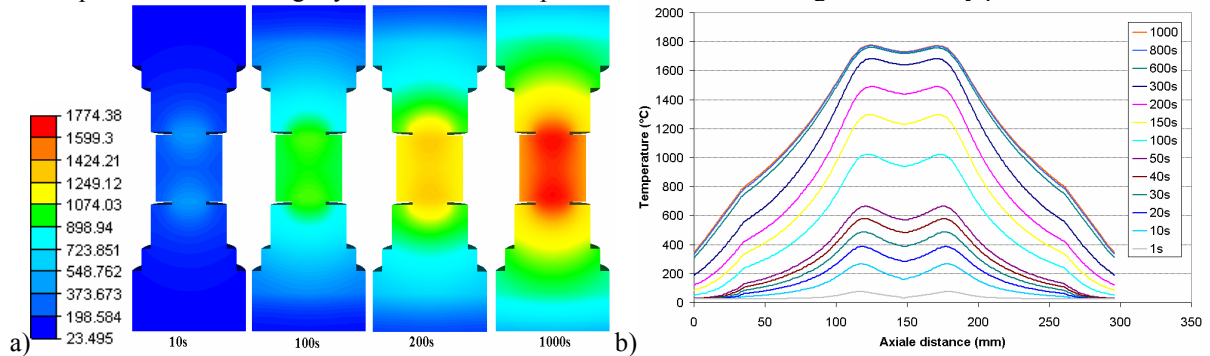 1774.38
1599.3
1424.21
1249.12
1074.03
898.94
723.851
548.762
373.673
198.584
23.495
a)
10s
100s
200s
1000s
b)
Temperature (°C)
2000
1800
1600
1400
1200
1000
800
600
400
200
0
0
50
100
150
200
250
300
350
Axiale distance (mm)
1000
800s
600s
300s
200s
150s
100s
50s
40s
30s
20s
10s
1s